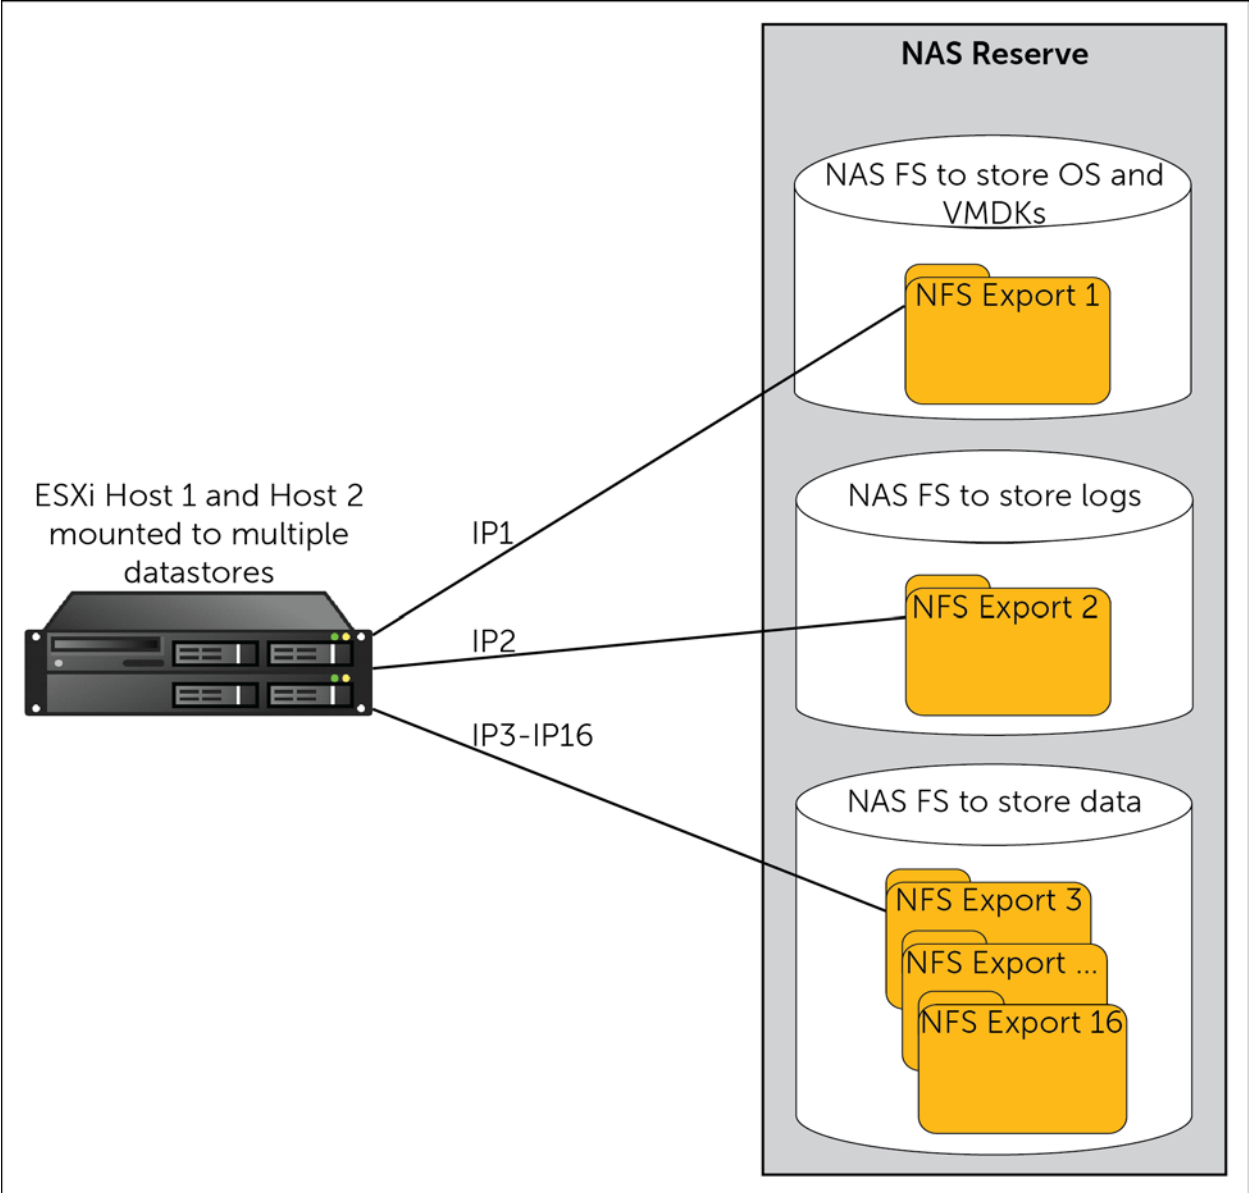 NAS Reserve
NAS FS to store OS and
VMDKs
NFS Export 1
ESXi Host 1 and Host 2
mounted to multiple
datastores
IP1
IP2
IP3-IP16
NAS FS to store logs
NFS Export 2
NAS FS to store data
NFS Export 3
NFS Export ...
NFS Export 16